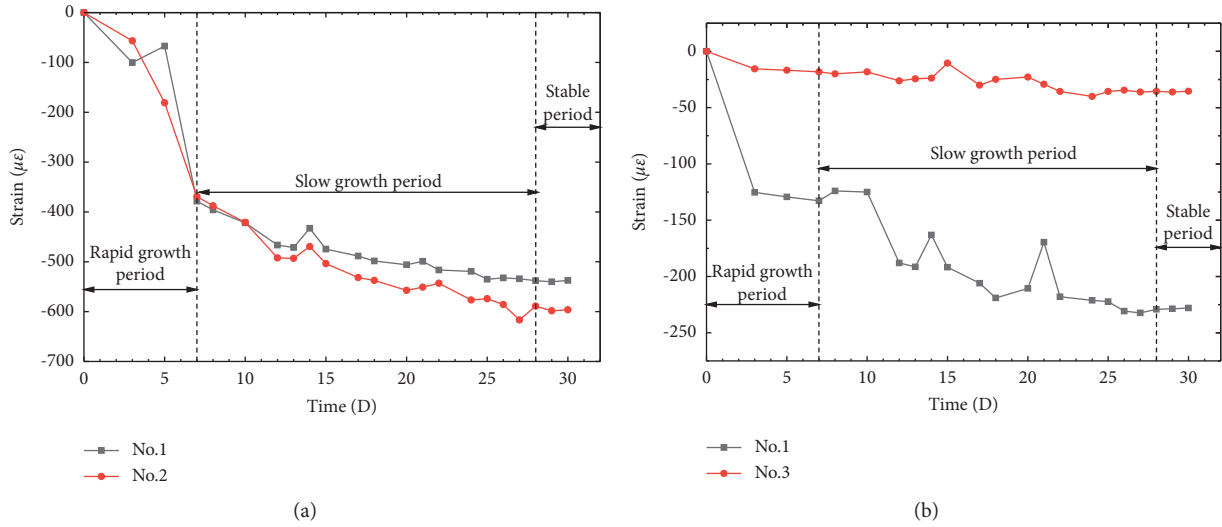 0
-100
-200
-300
-400
-500
-600
-700
Strain (με)
Stable
period
Slow growth period
Rapid growth
period
0 5 10 15 20 25 30
Time (D)
No.1
No.2
(a)
0
-50
-100
-150
-200
-250
Strain (με)
Slow growth period
Stable
period
Rapid growth
period
0 5 10 15 20 25 30
Time (D)
No.1
No.3
(b)